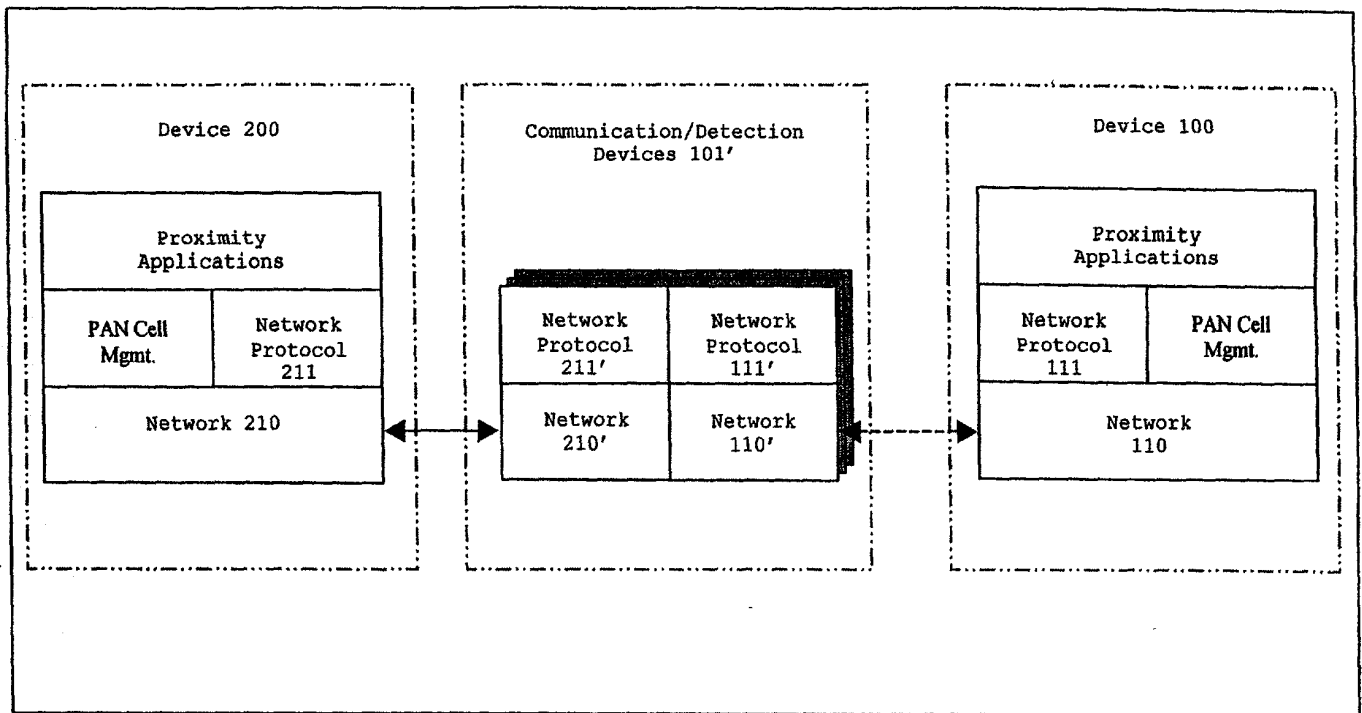 Device 200
Proximity
Applications
PAN Cell
Mgmt.
Network
Protocol
211
Network 210
Communication/Detection
Devices 101′
Network
Protocol
211′
Network
Protocol
111′
Network
210′
Network
110′
Device 100
Proximity
Applications
Network
Protocol
111
PAN Cell
Mgmt.
Network
110